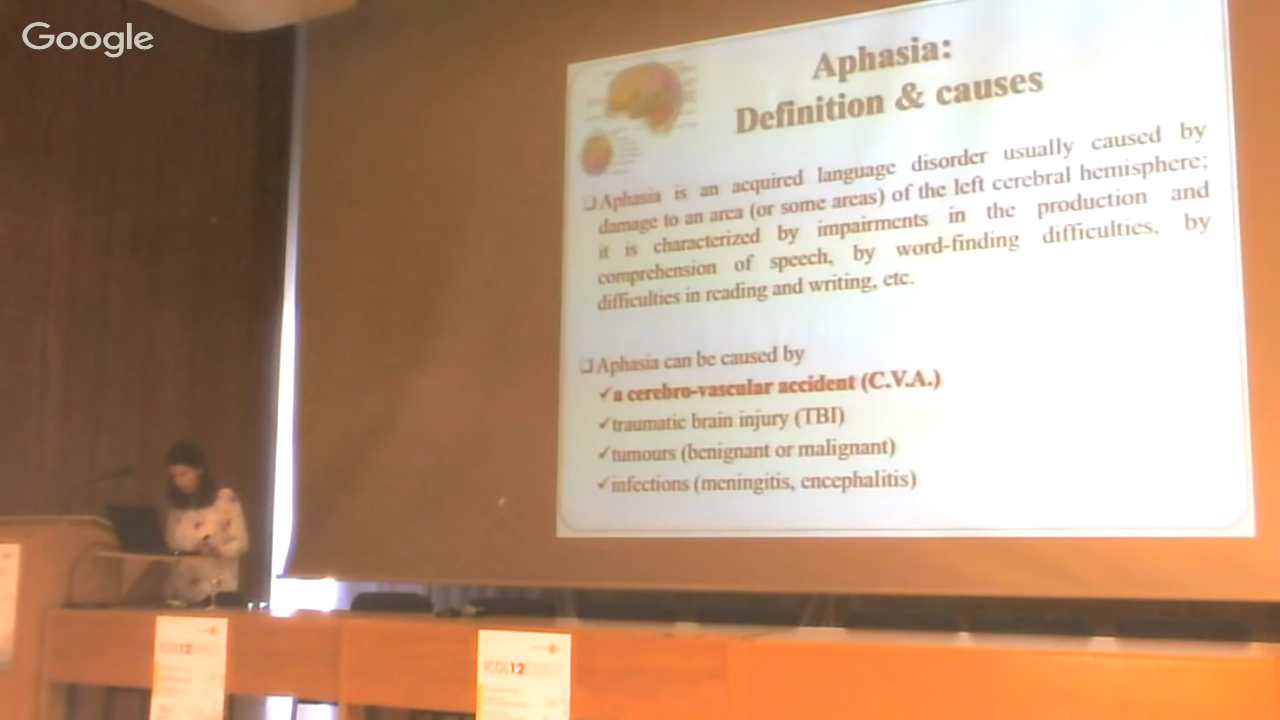 Google
Aphasia:
Definition & causes
❑Aphasia is an acquired language disorder usually caused by
damage to an area (or some areas) of the left cerebral hemisphere;
it is characterized by impairments in the production and
comprehension of speech, by word-finding difficulties, by
difficulties in reading and writing, etc.
❑Aphasia can be caused by
✓a cerebro-vascular accident (C.V.A.)
✓traumatic brain injury (TBI)
✓tumours (benignant or malignant)
✓infections (meningitis, encephalitis)
ICGL12
ICGL12